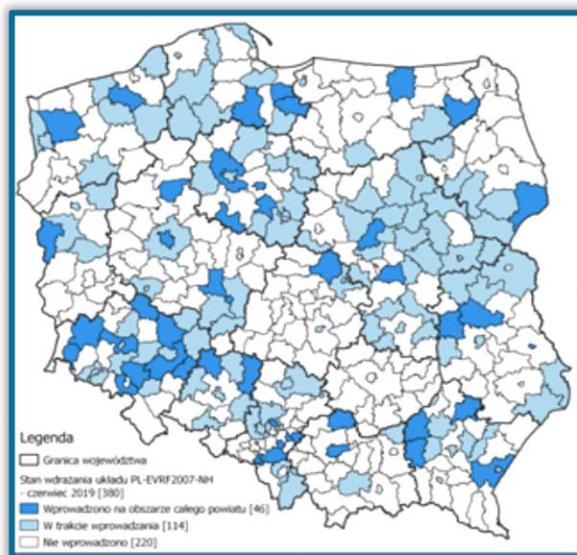 Legenda
Granica województwa
Stan wdrażania układu PL-EVRF2007-NH
- czerwiec 2019 [380]
Wprowadzono na obszarze całego powiatu [46]
W trakcie wprowadzania [114]
Nie wprowadzono [220]